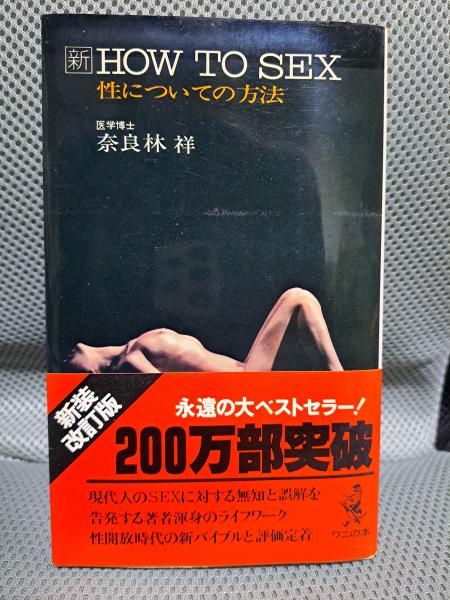 新 HOW TO SEX
性についての方法
医学博士
奈良林 祥
新装
改訂版
永遠の大ベストセラー!
200万部突破
現代人のSEXに対する無知と誤解を
告発する著者渾身のライフワーク
性開放時代の新バイブルと評価定着
ワニの本